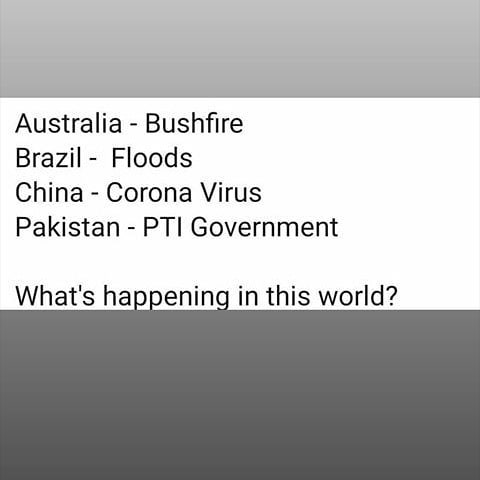 Australia - Bushfire
Brazil -  Floods
China - Corona Virus
Pakistan - PTI Government
What's happening in this world?